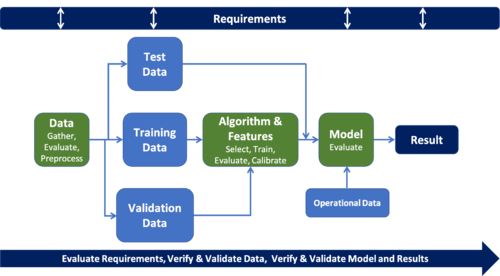 Requirements
Test
Data
Data
Gather,
Evaluate,
Preprocess
Training
Data
Algorithm &
Features
Select, Train,
Evaluate, Calibrate
Model
Evaluate
Result
Validation
Data
Operational Data
Evaluate Requirements, Verify & Validate Data, Verify & Validate Model and Results